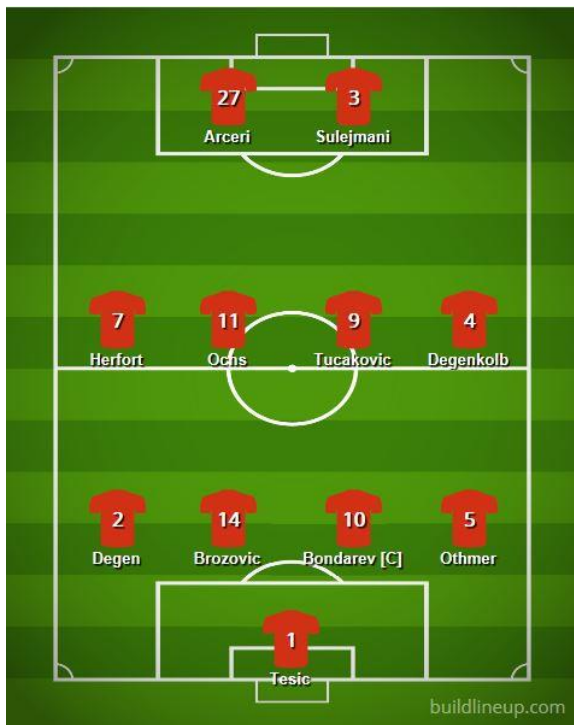 27 3
Arceri Sulejmani
7 11 9 4
Herfort Ochs Tucakovic Degenkolb
2 14 10 5
Degen Brozovic Bondarev [C] Othmer
1
Tesic
buildlineup.com